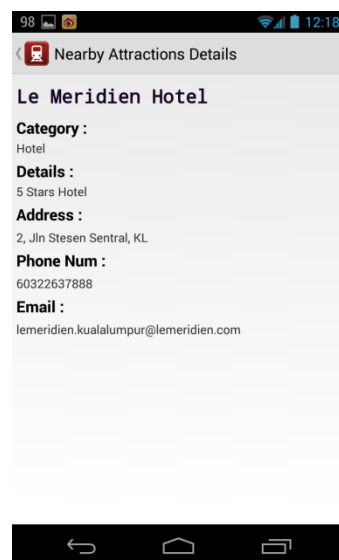 98 12:18
Nearby Attractions Details
Le Meridien Hotel
Category :
Hotel
Details :
5 Stars Hotel
Address :
2, Jln Stesen Sentral, KL
Phone Num :
60322637888
Email :
lemeridien.kualalumpur@lemeridien.com